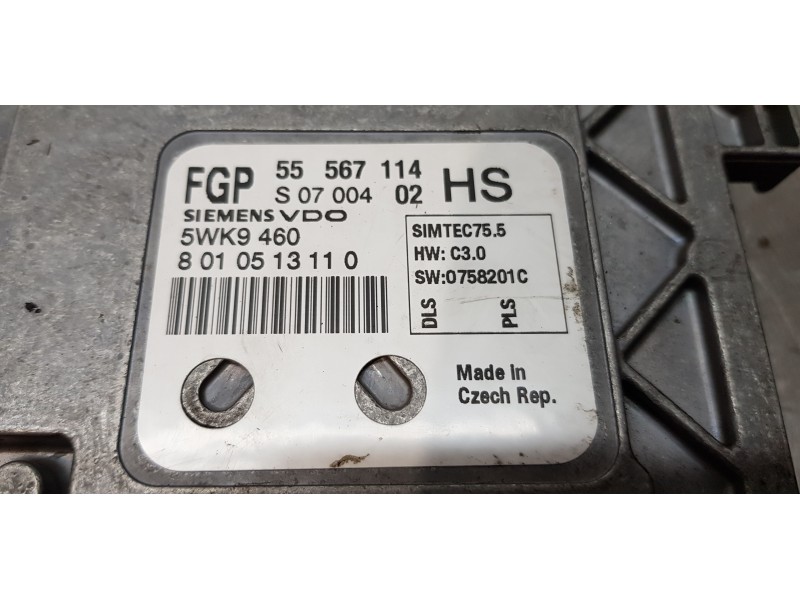 FGP 55 567 114 HS
S 07 004 02
SIEMENS VDO
5WK9 460
8 01 05 13 11 0
SIMTEC75.5
HW: C3.0
SW:0758201C
DLS PLS
Made in
Czech Rep.